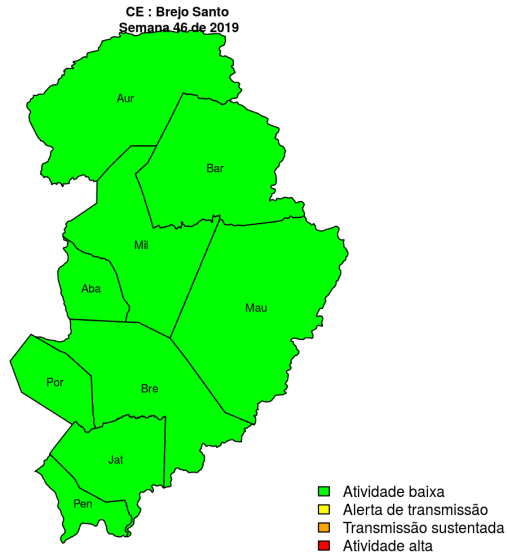 CE : Brejo Santo
Semana 46 de 2019
Aur
Bar
Mil
Aba
Mau
Por
Bre
Jat
Pen
Atividade baixa
Alerta de transmissão
Transmissão sustentada
Atividade alta